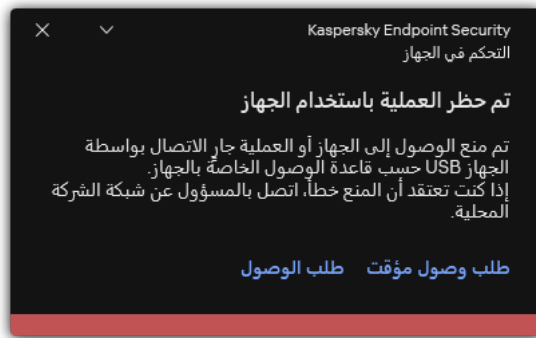 Kaspersky Endpoint Security
التحكم في الجهاز
تم حظر العملية باستخدام الجهاز
تم منع الوصول إلى الجهاز أو العملية جارٍ الاتصال بواسطة
الجهاز USB حسب قاعدة الوصول الخاصة بالجهاز.
إذا كنت تعتقد أن المنع خطأ، اتصل بالمسؤول عن شبكة الشركة
المحلية.
طلب وصول مؤقت طلب الوصول